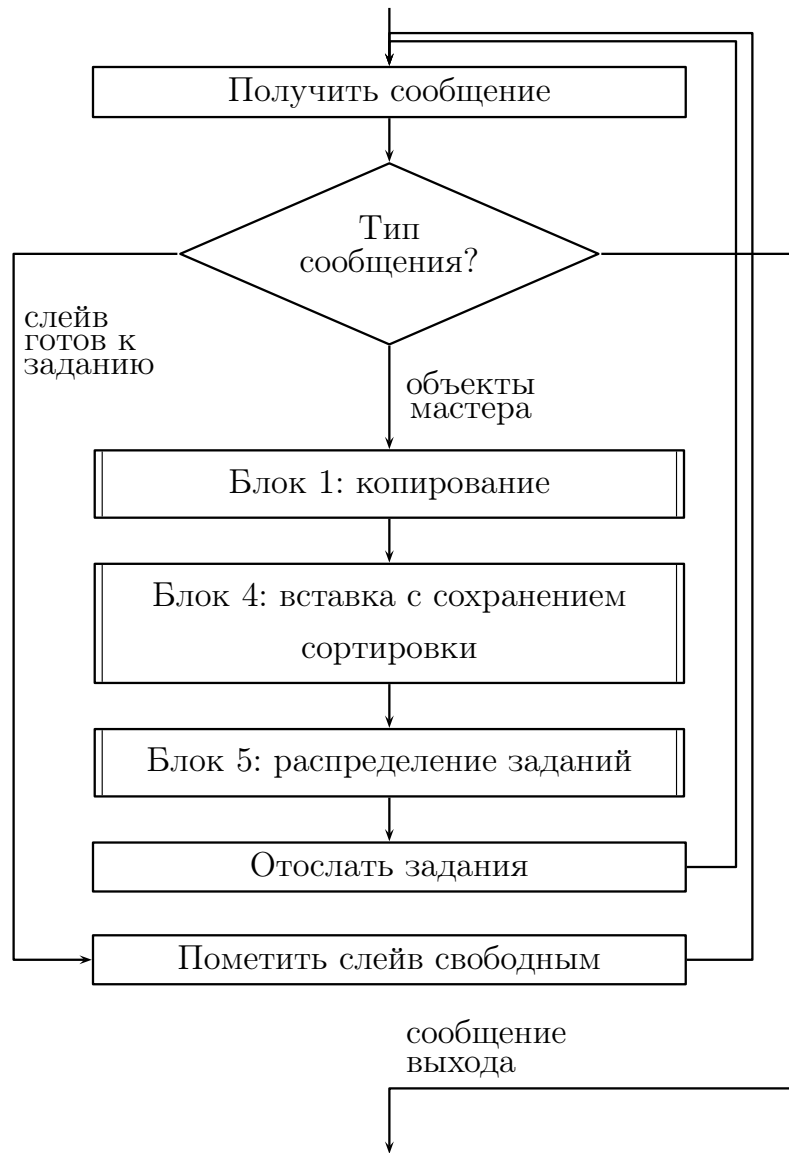 Получить сообщение
Тип
сообщения?
слейв
готов к
заданию
объекты
мастера
Блок 1: копирование
Блок 4: вставка с сохранением
сортировки
Блок 5: распределение заданий
Отослать задания
Пометить слейв свободным
сообщение
выхода